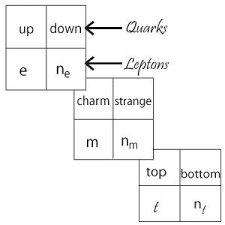 up down Quarks
e nₑ Leptons
charm strange
m nₘ
top bottom
t nₜ